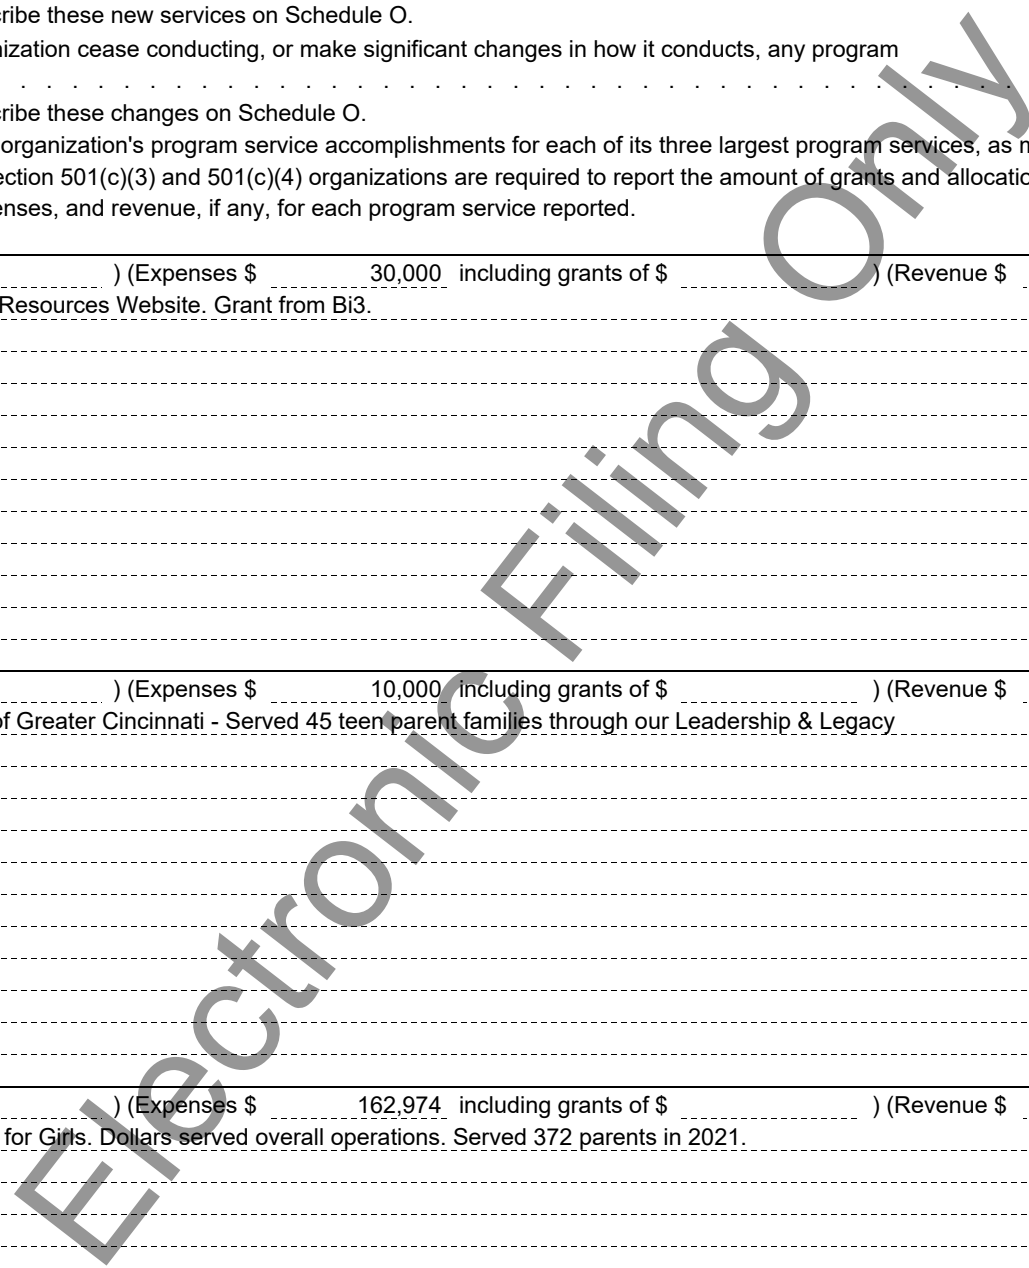 cribe these new services on Schedule O.
nization cease conducting, or make significant changes in how it conducts, any program
. . . . . . . . . . . . . . . . . . . . . . . . . . . . . . . . . . . . . . .
cribe these changes on Schedule O.
organization's program service accomplishments for each of its three largest program services, as m
ection 501(c)(3) and 501(c)(4) organizations are required to report the amount of grants and allocatio
enses, and revenue, if any, for each program service reported.
) (Expenses $ 30,000 including grants of $ ) (Revenue $
Resources Website. Grant from Bi3.
) (Expenses $ 10,000 including grants of $ ) (Revenue $
of Greater Cincinnati - Served 45 teen parent families through our Leadership & Legacy
) (Expenses $ 162,974 including grants of $ ) (Revenue $
for Girls. Dollars served overall operations. Served 372 parents in 2021.
Electronic Filing Only